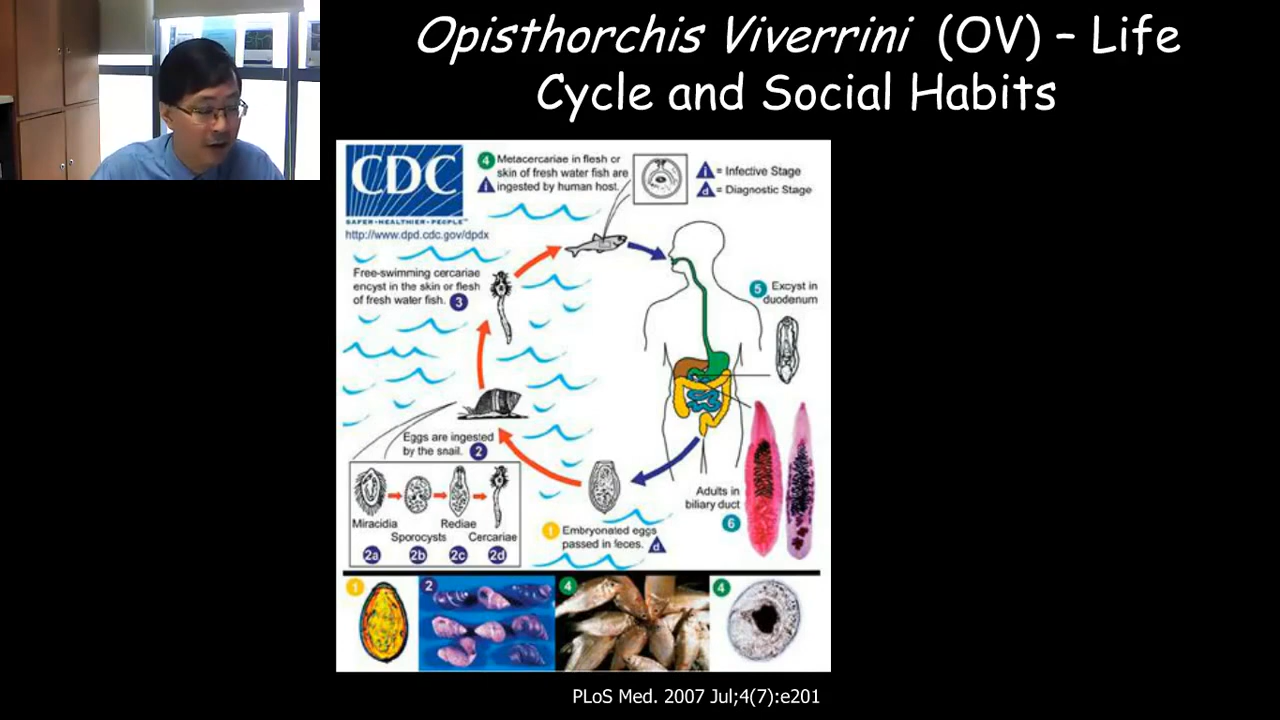 Opisthorchis Viverrini (OV) – Life
Cycle and Social Habits
CDC
SAFER·HEALTHIER·PEOPLE™
http://www.dpd.cdc.gov/dpdx
4 Metacercariae in flesh or
skin of fresh water fish are
i ingested by human host.
i = Infective Stage
d = Diagnostic Stage
Free-swimming cercariae
encyst in the skin or flesh
of fresh water fish. 3
5 Excyst in
duodenum
Eggs are ingested
by the snail. 2
Miracidia
Sporocysts
Rediae
Cercariae
2a 2b 2c 2d
Adults in
biliary duct
6
1 Embryonated eggs
passed in feces. d
1 2 4 4
PLoS Med. 2007 Jul;4(7):e201